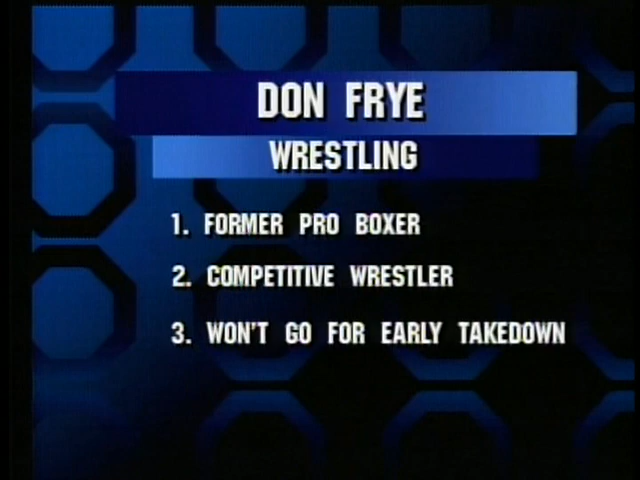 DON FRYE
WRESTLING
1. FORMER PRO BOXER
2. COMPETITIVE WRESTLER
3. WON'T GO FOR EARLY TAKEDOWN